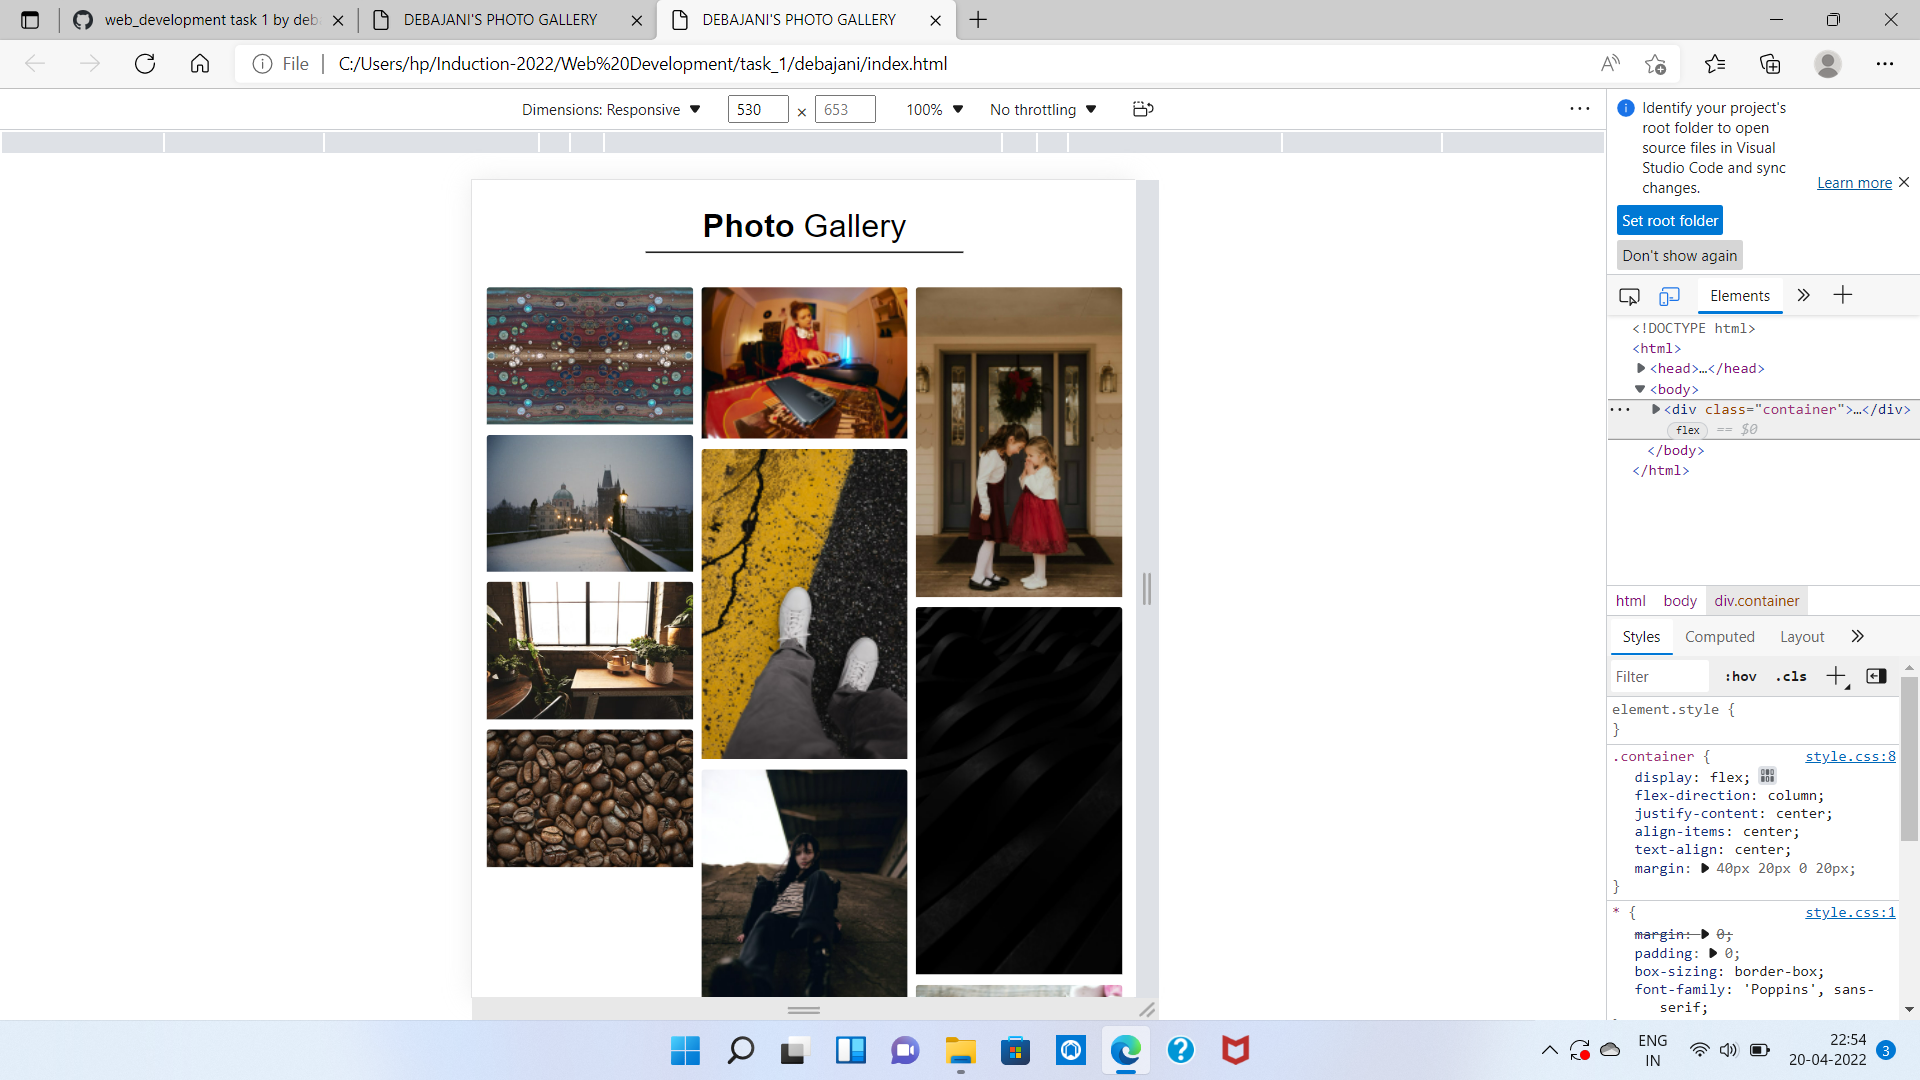 web_development task 1 by deb
DEBAJANI'S PHOTO GALLERY
DEBAJANI'S PHOTO GALLERY
File
C:/Users/hp/Induction-2022/Web%20Development/task_1/debajani/index.html
Dimensions: Responsive
530 × 653
100%
No throttling
Identify your project's
root folder to open
source files in Visual
Studio Code and sync
changes.
Learn more
Set root folder
Don't show again
Photo Gallery
Elements
<!DOCTYPE html>
<html>
<head>…</head>
<body>
<div class="container">…</div>
flex == $0
</body>
</html>
html body div.container
Styles Computed Layout
Filter :hov .cls
element.style {
}
.container { style.css:8
display: flex;
flex-direction: column;
justify-content: center;
align-items: center;
text-align: center;
margin: 40px 20px 0 20px;
}
* { style.css:1
margin: 0;
padding: 0;
box-sizing: border-box;
font-family: 'Poppins', sans-
serif;
ENG
IN
22:54
20-04-2022
3